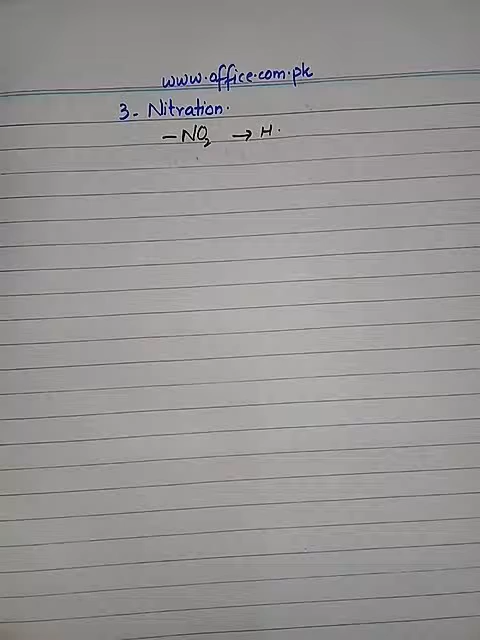 www.office.com.pk
3- Nitration.
- NO₂ → H.